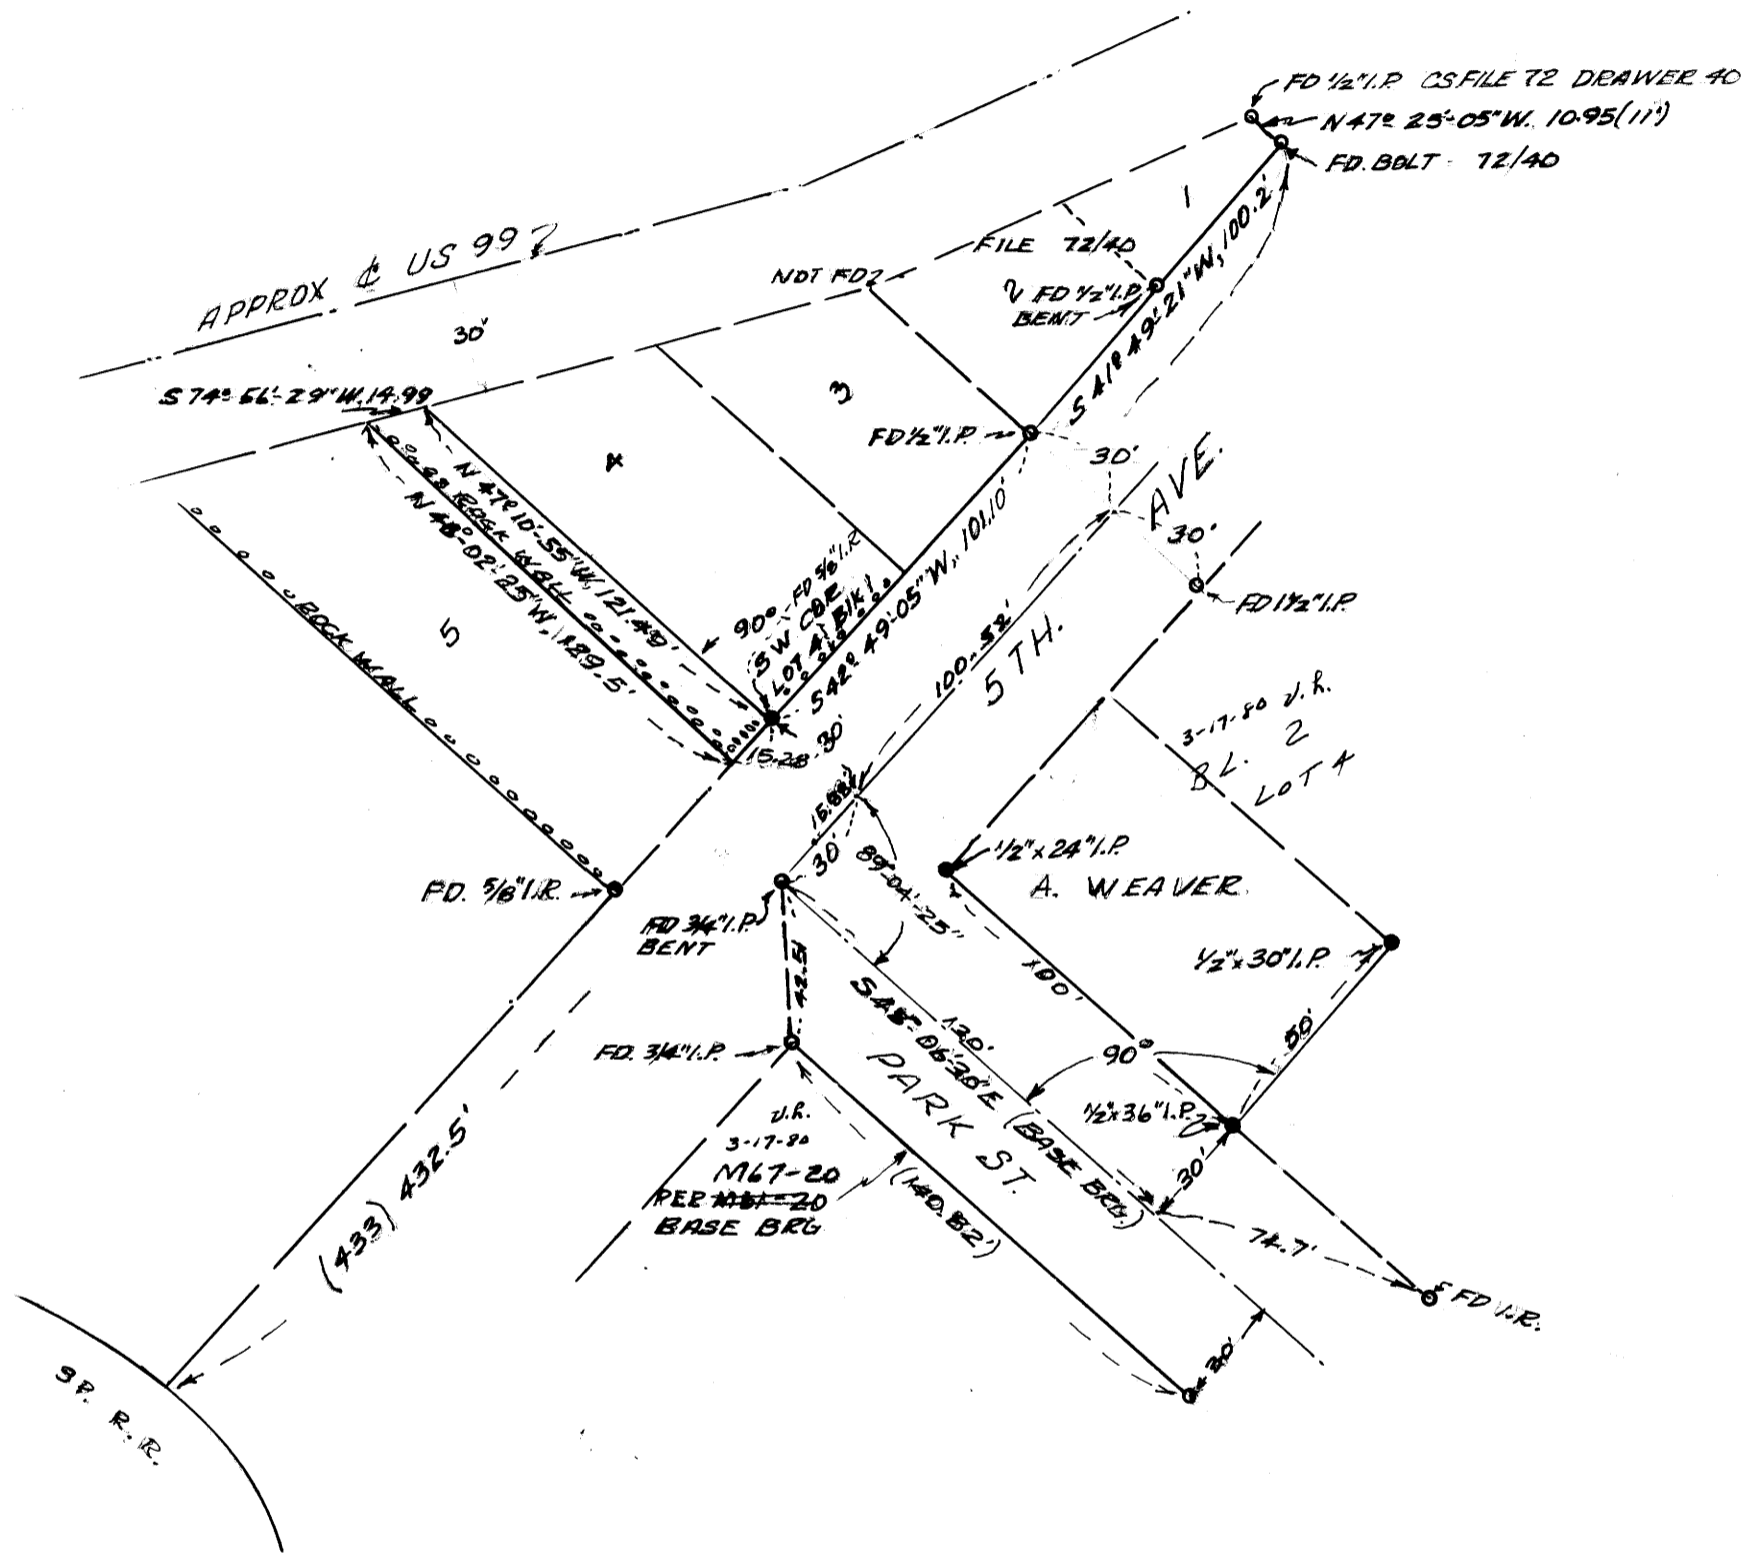 FD ½" I.P. CS FILE 72 DRAWER 40
N 47° 25'-05" W. 10.95 (11')
FD. BOLT - 72/40
1
S 41° 49'-21" W, 100.2'
FILE 72/40
2 FD ½" I.P.
BENT
NOT FD
APPROX ℄ US 99
30'
S 74°-56'-29" W. 14.99
3
FD ½" I.P.
4
N 47° 10'-55" W, 121.49'
ROCK WALL
N 48°-02'-25" W, 129.5'
5
ROCK WALL
90° FD 5/8" I.R.
SW COR
LOT 4, Blk 1
S 42°-49'-05" W, 101.10'
15.28
30'
30'
AVE.
30'
FD 1½" I.P.
100.52'
5TH.
3-17-80 J.R.
BL. 2
LOT 4
15.88'
30'
89°-04'-25"
½" x 24" I.P.
A. WEAVER
FD. 5/8" I.R.
FD 3/4" I.P.
BENT
42.51
100'
½" x 30" I.P.
50'
FD. 3/4" I.P.
120'
S 48°-06'-30" E (BASE BRG.)
90°
PARK ST.
½" x 36" I.P.
30'
J.R.
3-17-80
M67-20
PER
BASE BRG
(140.82')
74.7'
FD I.R.
30'
(433) 432.5'
S.P. R.R.